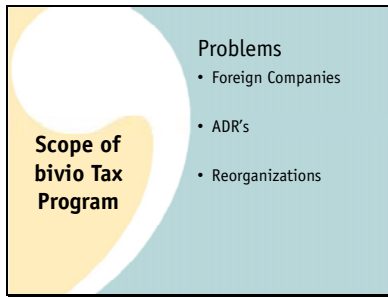 Scope of
bivio Tax
Program
Problems
• Foreign Companies
• ADR's
• Reorganizations